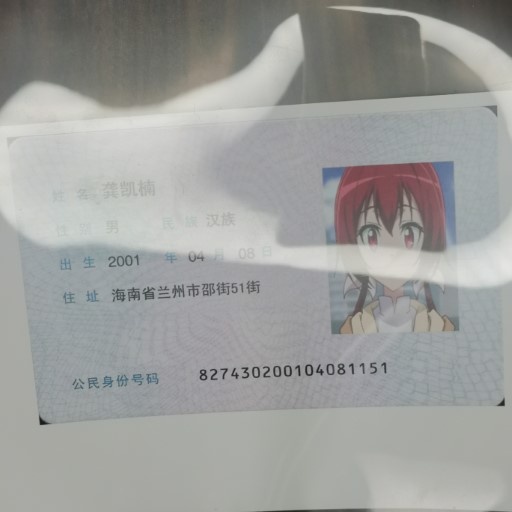 姓名 龚凯楠
性别 男 民族 汉族
出生 2001 年 04 月 08 日
住址 海南省兰州市邵街51街
公民身份号码 827430200104081151